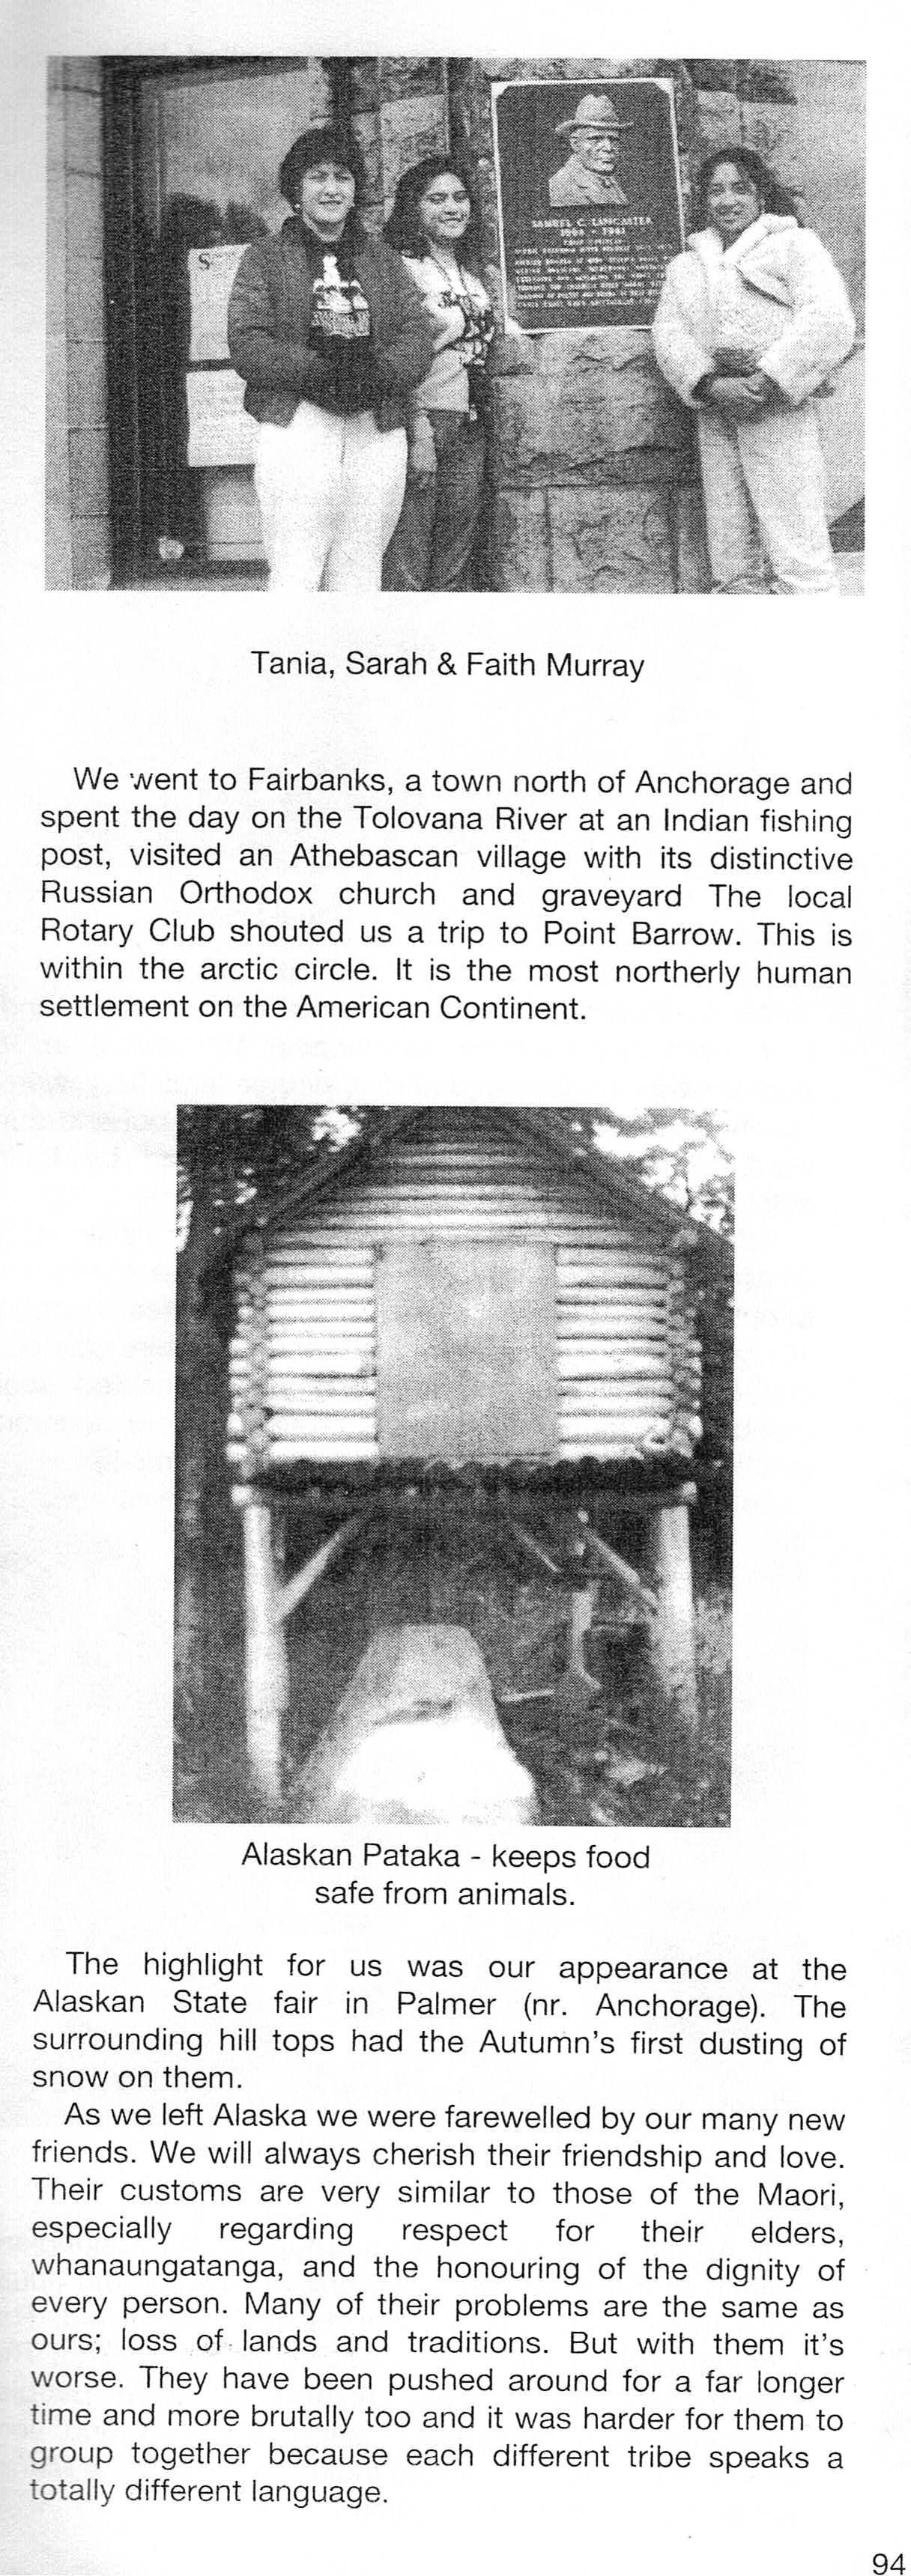 S
SAMUEL C. LANCASTER
1864 - 1941
Tania, Sarah & Faith Murray
We went to Fairbanks, a town north of Anchorage and
spent the day on the Tolovana River at an Indian fishing
post, visited an Athebascan village with its distinctive
Russian Orthodox church and graveyard The local
Rotary Club shouted us a trip to Point Barrow. This is
within the arctic circle. It is the most northerly human
settlement on the American Continent.
Alaskan Pataka - keeps food
safe from animals.
The highlight for us was our appearance at the
Alaskan State fair in Palmer (nr. Anchorage). The
surrounding hill tops had the Autumn's first dusting of
snow on them.
As we left Alaska we were farewelled by our many new
friends. We will always cherish their friendship and love.
Their customs are very similar to those of the Maori,
especially regarding respect for their elders,
whanaungatanga, and the honouring of the dignity of
every person. Many of their problems are the same as
ours; loss of lands and traditions. But with them it's
worse. They have been pushed around for a far longer
time and more brutally too and it was harder for them to
group together because each different tribe speaks a
totally different language.
94